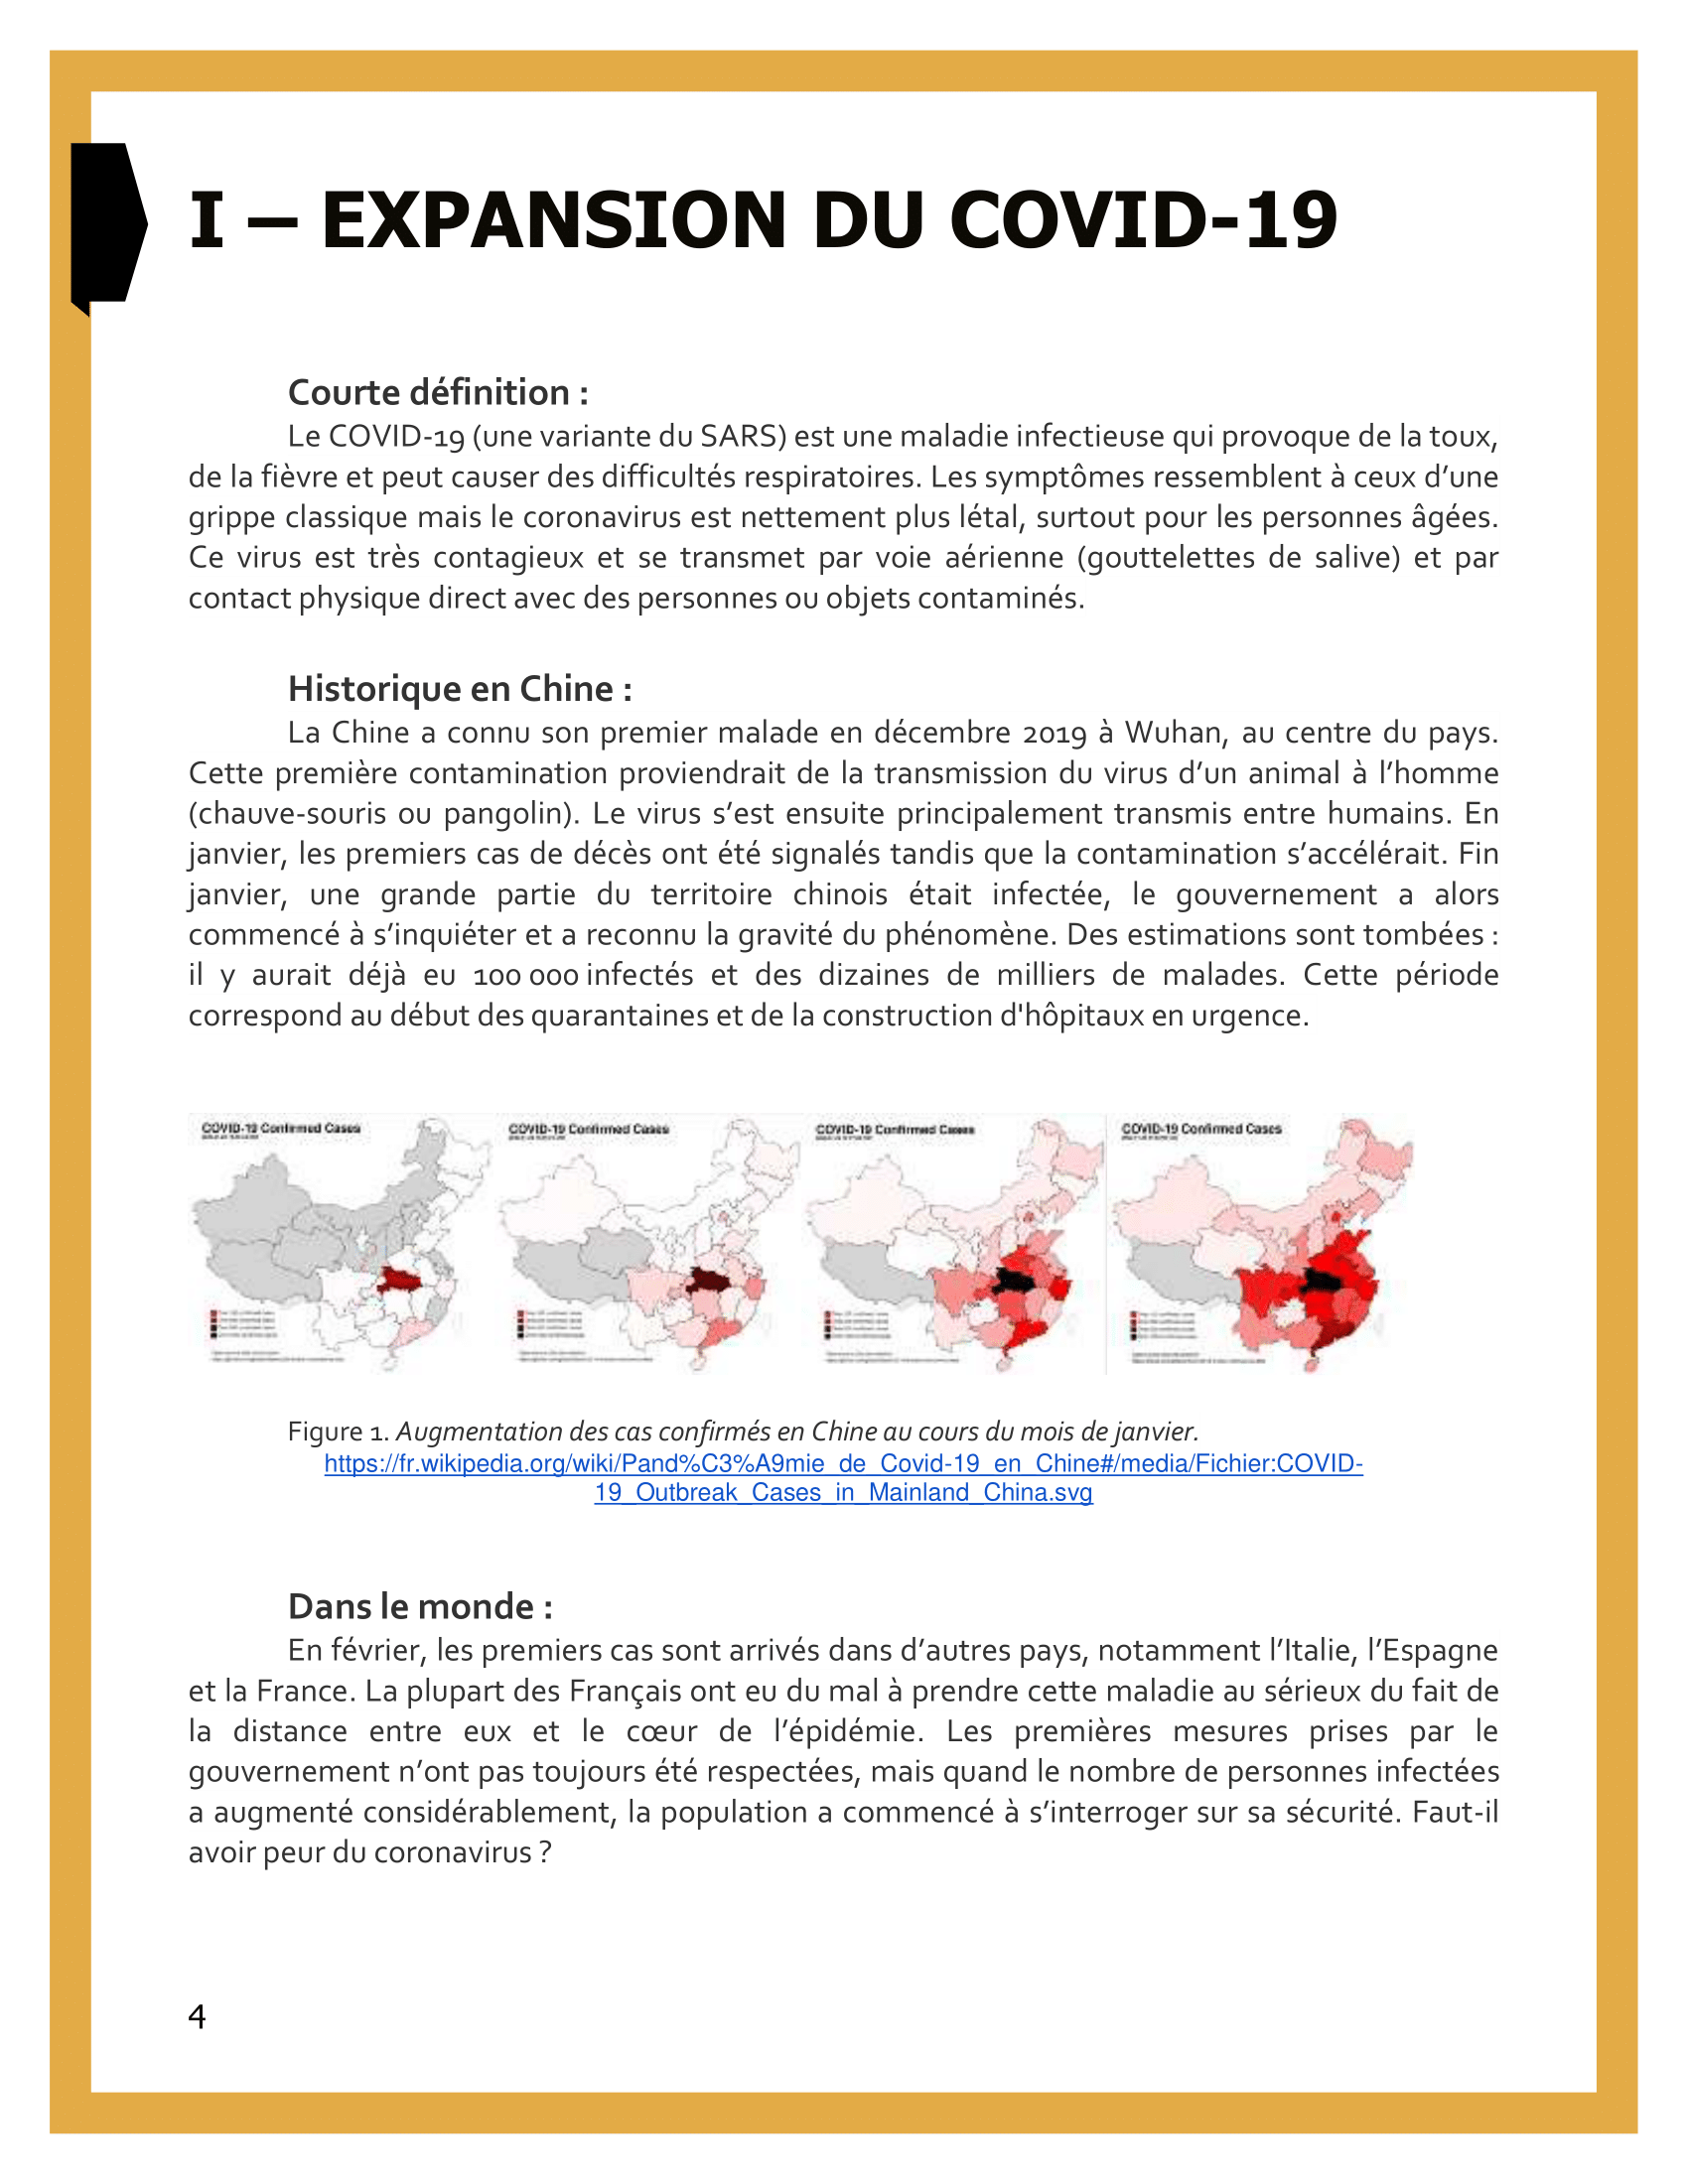 I – EXPANSION DU COVID-19
Courte définition :
Le COVID-19 (une variante du SARS) est une maladie infectieuse qui provoque de la toux,
de la fièvre et peut causer des difficultés respiratoires. Les symptômes ressemblent à ceux d’une
grippe classique mais le coronavirus est nettement plus létal, surtout pour les personnes âgées.
Ce virus est très contagieux et se transmet par voie aérienne (gouttelettes de salive) et par
contact physique direct avec des personnes ou objets contaminés.
Historique en Chine :
La Chine a connu son premier malade en décembre 2019 à Wuhan, au centre du pays.
Cette première contamination proviendrait de la transmission du virus d’un animal à l’homme
(chauve-souris ou pangolin). Le virus s’est ensuite principalement transmis entre humains. En
janvier, les premiers cas de décès ont été signalés tandis que la contamination s’accélérait. Fin
janvier, une grande partie du territoire chinois était infectée, le gouvernement a alors
commencé à s’inquiéter et a reconnu la gravité du phénomène. Des estimations sont tombées :
il y aurait déjà eu 100 000 infectés et des dizaines de milliers de malades. Cette période
correspond au début des quarantaines et de la construction d'hôpitaux en urgence.
COVID-19 Confirmed Cases
COVID-19 Confirmed Cases
COVID-19 Confirmed Cases
COVID-19 Confirmed Cases
Figure 1. Augmentation des cas confirmés en Chine au cours du mois de janvier.
https://fr.wikipedia.org/wiki/Pand%C3%A9mie_de_Covid-19_en_Chine#/media/Fichier:COVID-
19_Outbreak_Cases_in_Mainland_China.svg
Dans le monde :
En février, les premiers cas sont arrivés dans d’autres pays, notamment l’Italie, l’Espagne
et la France. La plupart des Français ont eu du mal à prendre cette maladie au sérieux du fait de
la distance entre eux et le cœur de l’épidémie. Les premières mesures prises par le
gouvernement n’ont pas toujours été respectées, mais quand le nombre de personnes infectées
a augmenté considérablement, la population a commencé à s’interroger sur sa sécurité. Faut-il
avoir peur du coronavirus ?
4